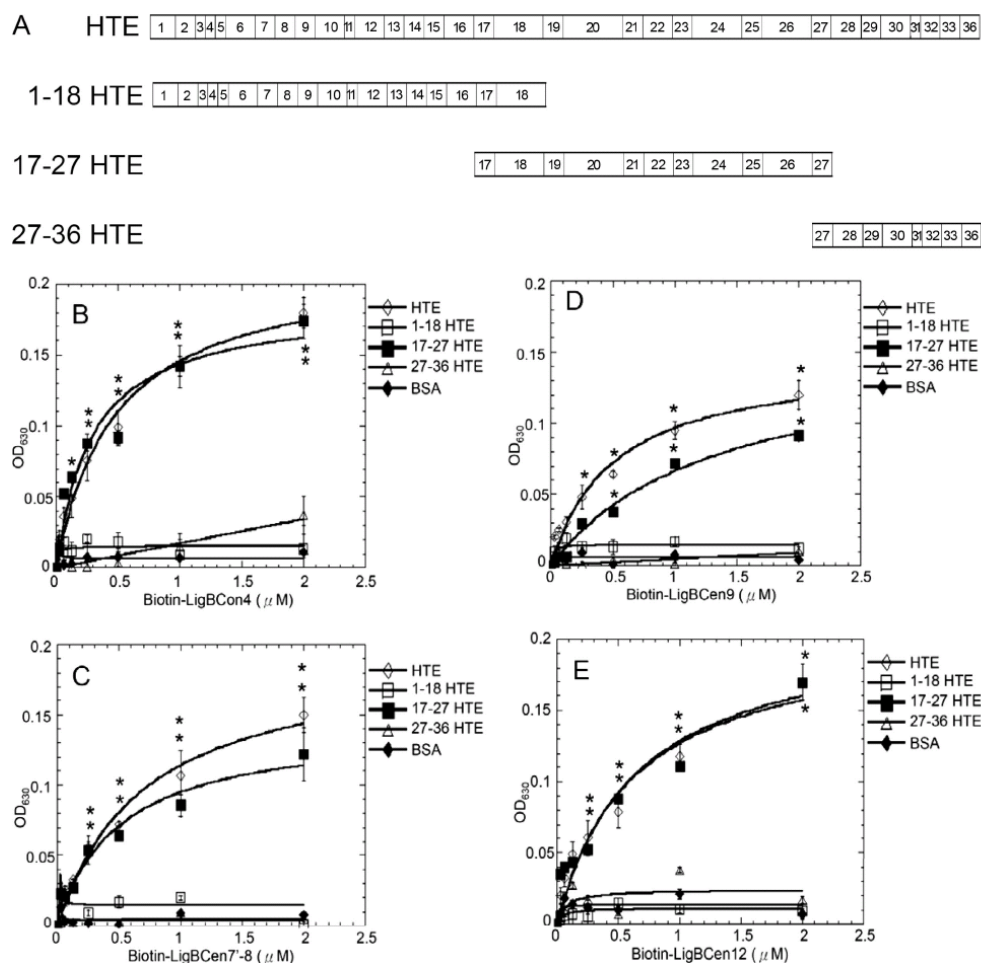 A
HTE 1 2 3 4 5 6 7 8 9 10 11 12 13 14 15 16 17 18 19 20 21 22 23 24 25 26 27 28 29 30 31 32 33 36
1-18 HTE 1 2 3 4 5 6 7 8 9 10 11 12 13 14 15 16 17 18
17-27 HTE 17 18 19 20 21 22 23 24 25 26 27
27-36 HTE 27 28 29 30 31 32 33 36
B
0.2
0.15
0.1
0.05
0
OD630
0 0.5 1 1.5 2 2.5
Biotin-LigBCon4 (μM)
* * * * * * * * *
HTE
1-18 HTE
17-27 HTE
27-36 HTE
BSA
D
0.2
0.15
0.1
0.05
0
OD630
0 0.5 1 1.5 2 2.5
Biotin-LigBCen9 (μM)
* * * * * * *
HTE
1-18 HTE
17-27 HTE
27-36 HTE
BSA
C
0.2
0.15
0.1
0.05
0
OD630
0 0.5 1 1.5 2 2.5
Biotin-LigBCen7'-8 (μM)
* * * * * * * *
HTE
1-18 HTE
17-27 HTE
27-36 HTE
BSA
E
0.2
0.15
0.1
0.05
0
OD630
0 0.5 1 1.5 2 2.5
Biotin-LigBCen12 (μM)
* * * * * * * *
HTE
1-18 HTE
17-27 HTE
27-36 HTE
BSA